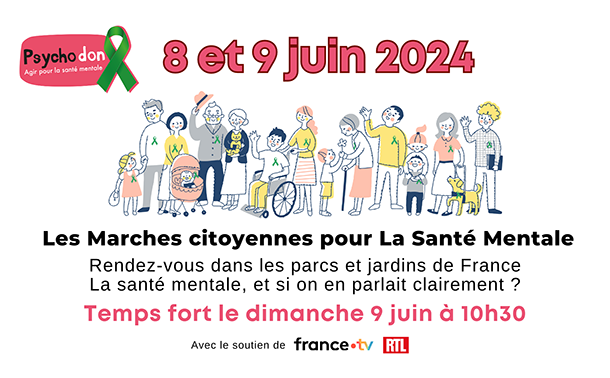 Psychodon
Agir pour la santé mentale
8 et 9 juin 2024
Les Marches citoyennes pour La Santé Mentale
Rendez-vous dans les parcs et jardins de France
La santé mentale, et si on en parlait clairement ?
Temps fort le dimanche 9 juin à 10h30
Avec le soutien de france•tv RTL